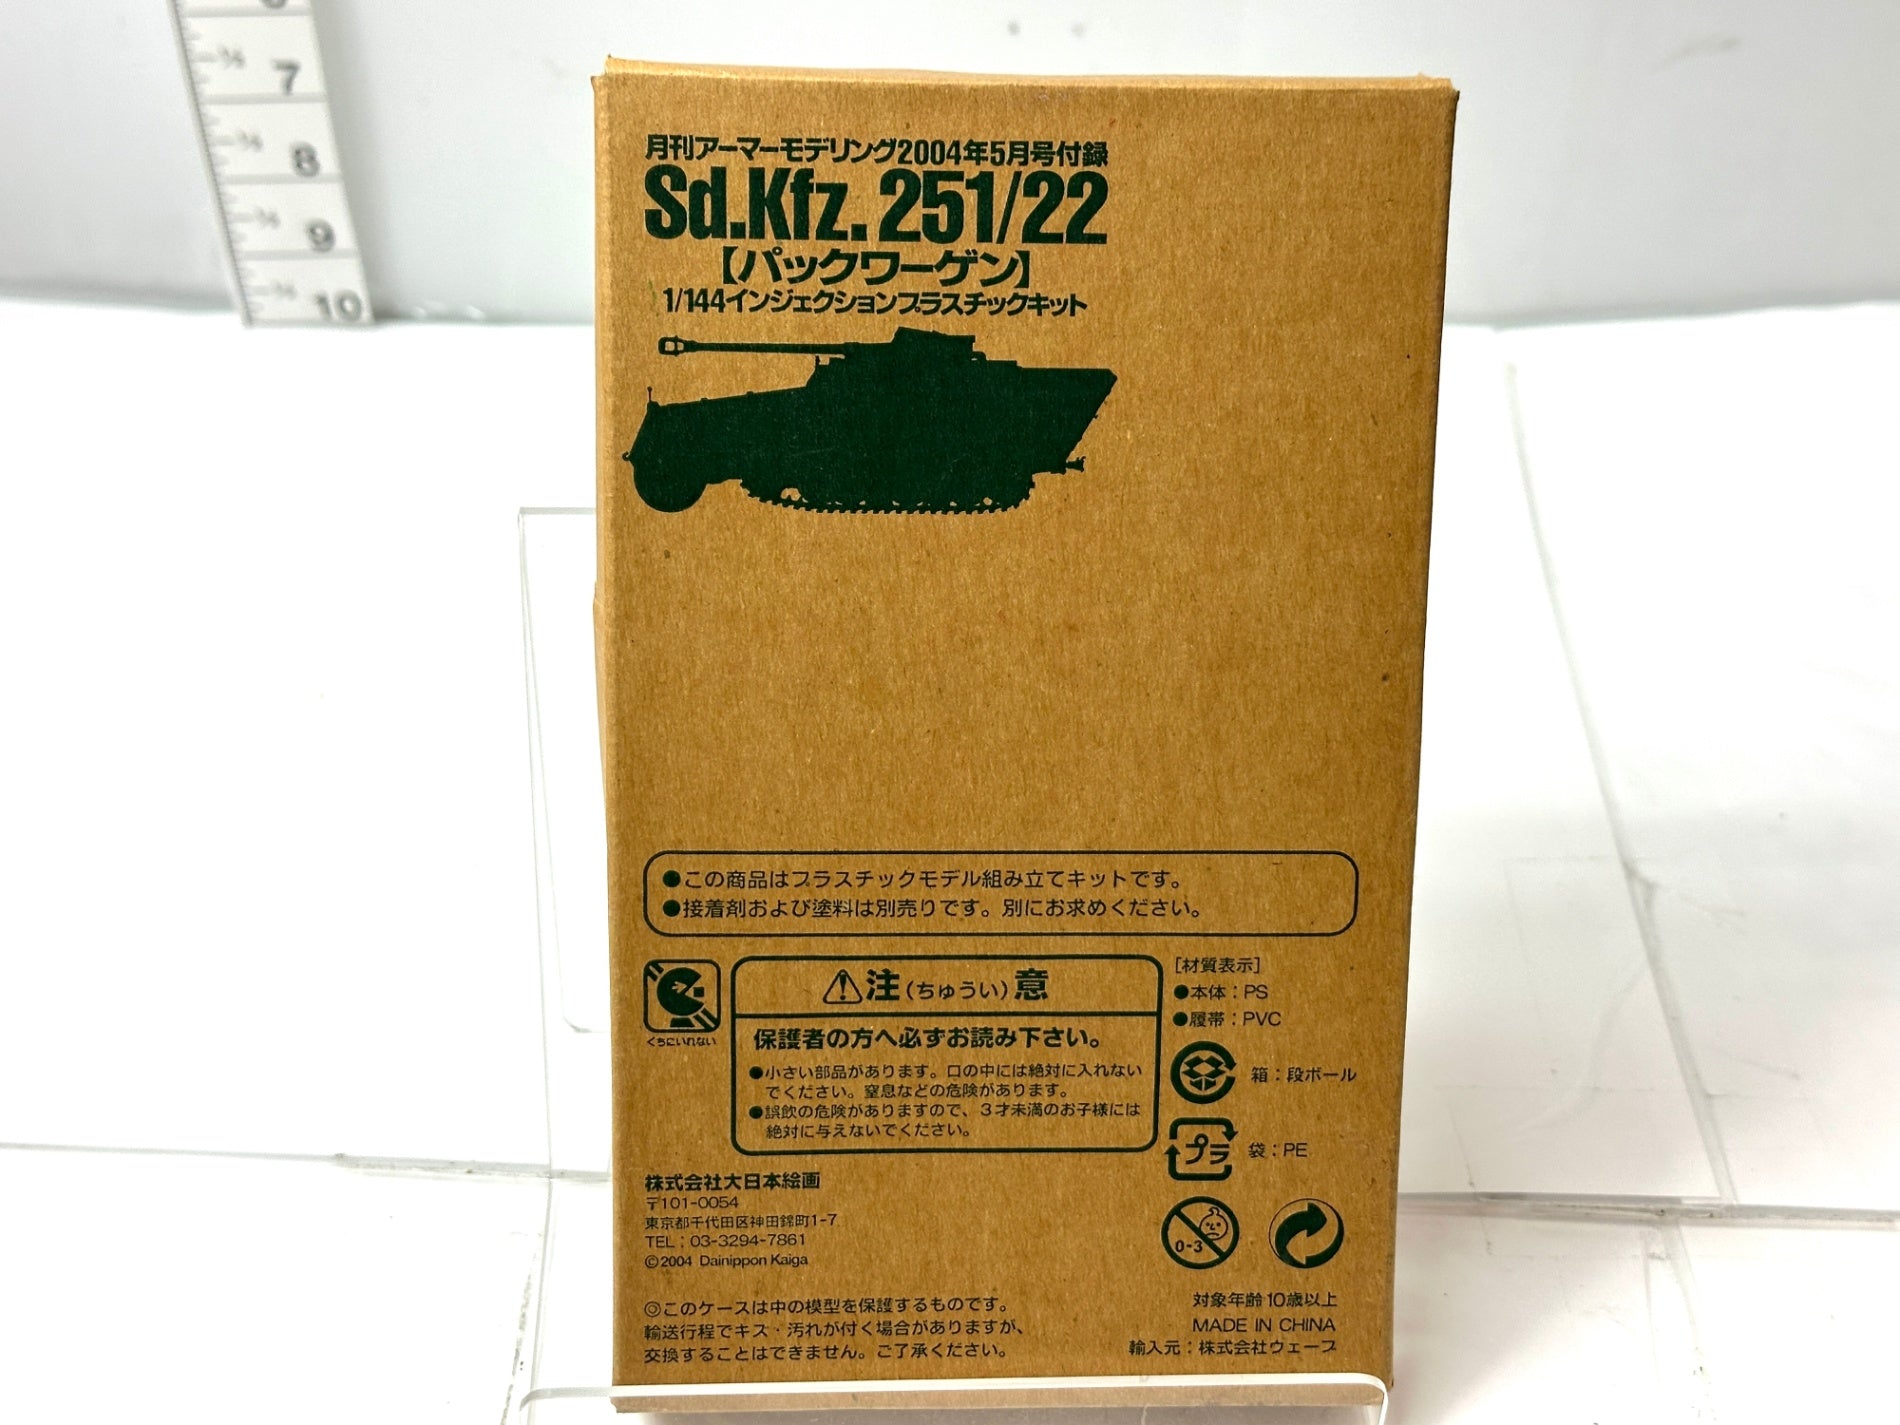 7
8
9
10
月刊アーマーモデリング2004年5月号付録
Sd.Kfz.251/22
【パックワーゲン】
1/144インジェクションプラスチックキット
●この商品はプラスチックモデル組み立てキットです。
●接着剤および塗料は別売りです。別にお求めください。
くちにいれない
⚠注(ちゅうい)意
保護者の方へ必ずお読み下さい。
●小さい部品があります。口の中には絶対に入れない
でください。窒息などの危険があります。
●誤飲の危険がありますので、3才未満のお子様には
絶対に与えないでください。
[材質表示]
●本体：PS
●履帯：PVC
箱：段ボール
プラ
袋：PE
0-3
株式会社大日本絵画
〒101-0054
東京都千代田区神田錦町1-7
TEL：03-3294-7861
©2004 Dainippon Kaiga
◎このケースは中の模型を保護するものです。
輸送行程でキズ・汚れが付く場合がありますが、
交換することはできません。ご了承ください。
対象年齢10歳以上
MADE IN CHINA
輸入元：株式会社ウェーブ